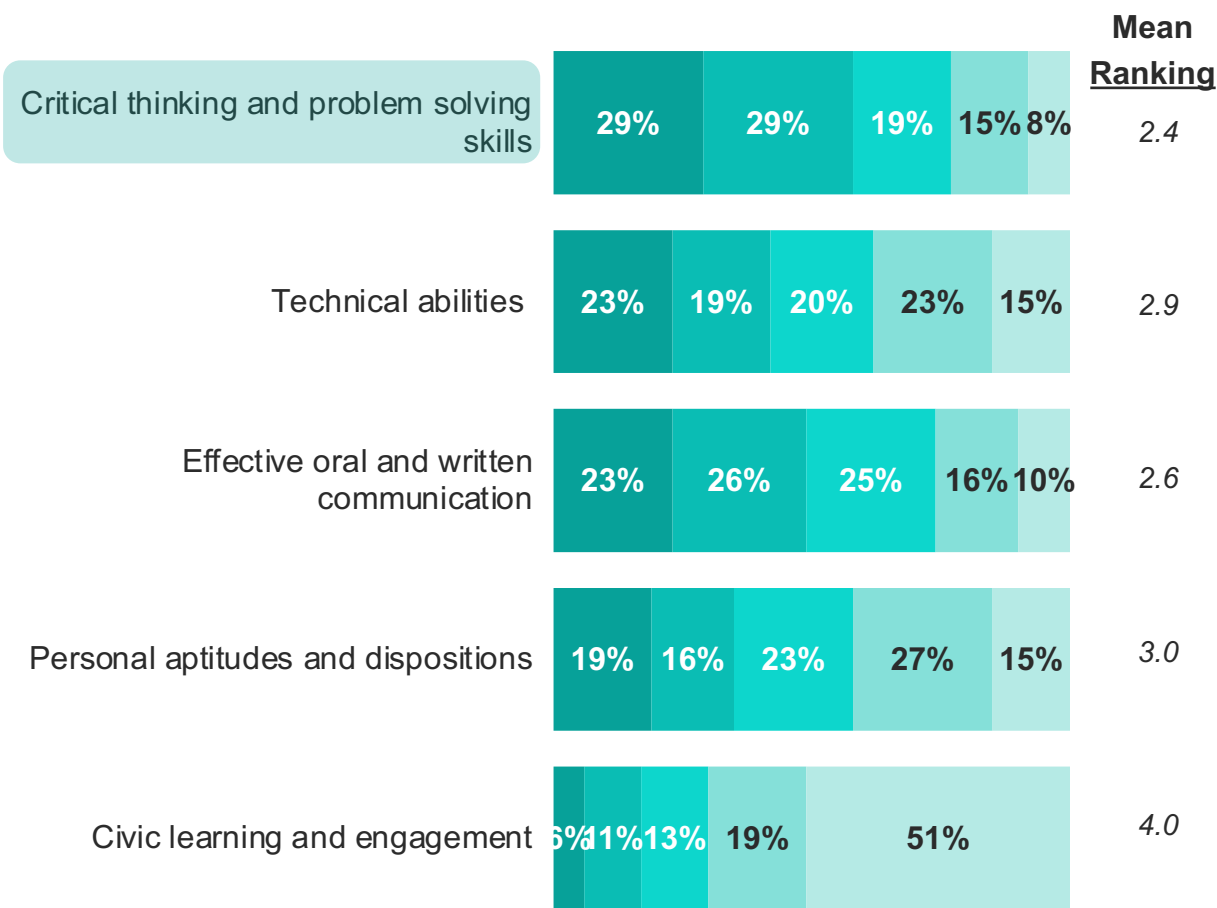 Mean
Ranking
Critical thinking and problem solving
skills
29% 29% 19% 15% 8% 2.4
Technical abilities 23% 19% 20% 23% 15% 2.9
Effective oral and written
communication
23% 26% 25% 16% 10% 2.6
Personal aptitudes and dispositions 19% 16% 23% 27% 15% 3.0
Civic learning and engagement 6% 11% 13% 19% 51% 4.0